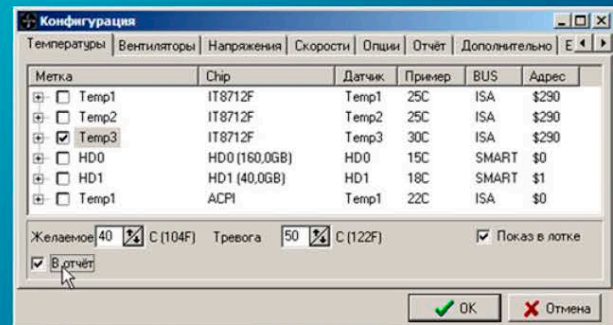 Конфигурация
Температуры Вентиляторы Напряжения Скорости Опции Отчёт Дополнительно Е
Метка Chip Датчик Пример BUS Адрес
Temp1 IT8712F Temp1 25C ISA $290
Temp2 IT8712F Temp2 25C ISA $290
Temp3 IT8712F Temp3 30C ISA $290
HD0 HD0 (160,0GB) HD0 15C SMART $0
HD1 HD1 (40,0GB) HD1 18C SMART $1
Temp1 ACPI Temp1 22C ISA $0
Желаемое 40 C (104F) Тревога 50 C (122F) Показ в лотке
В отчёт
OK Отмена